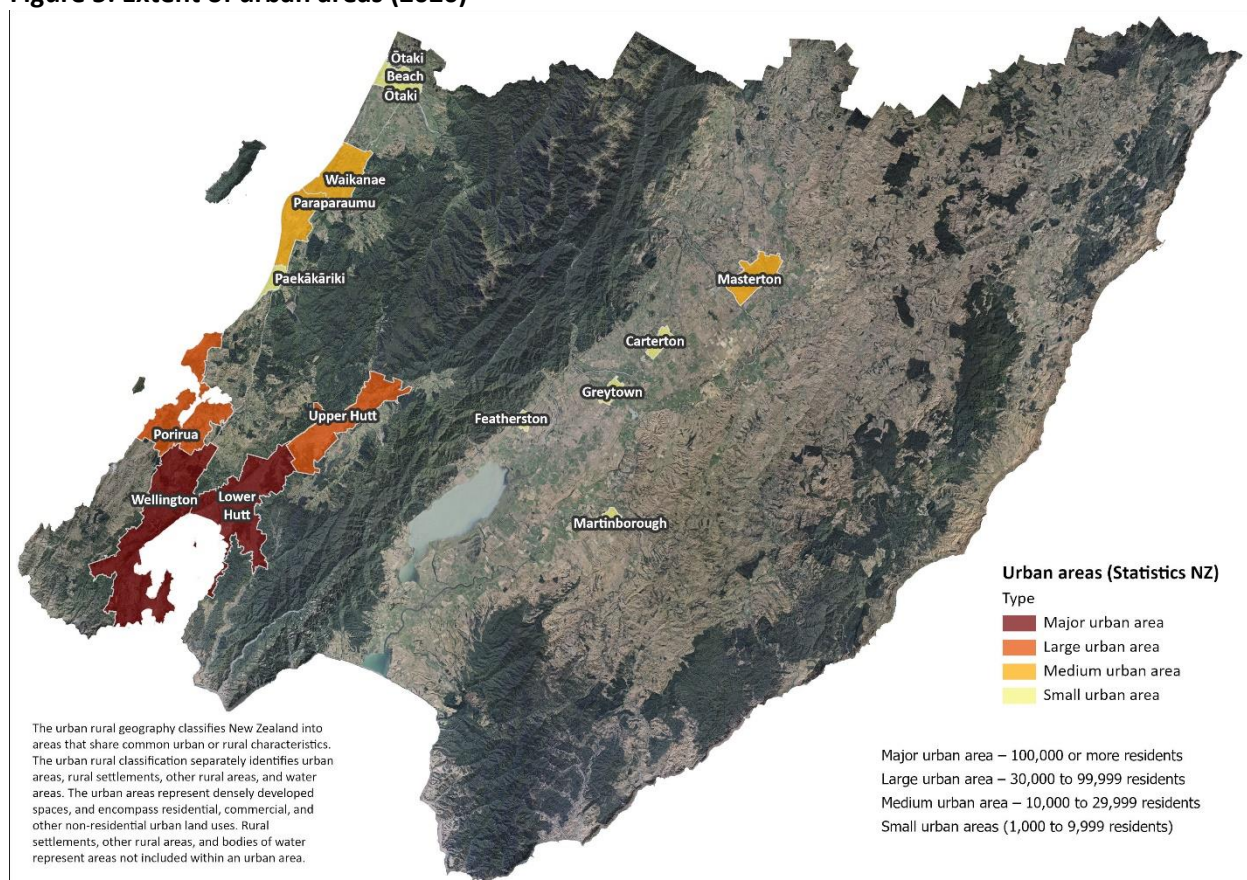 Ōtaki
Beach
Ōtaki
Waikanae
Paraparaumu
Paekākāriki
Masterton
Carterton
Greytown
Featherston
Upper Hutt
Porirua
Wellington
Lower
Hutt
Martinborough
Urban areas (Statistics NZ)
Type
Major urban area
Large urban area
Medium urban area
Small urban area
The urban rural geography classifies New Zealand into
areas that share common urban or rural characteristics.
The urban rural classification separately identifies urban
areas, rural settlements, other rural areas, and water
areas. The urban areas represent densely developed
spaces, and encompass residential, commercial, and
other non-residential urban land uses. Rural
settlements, other rural areas, and bodies of water
represent areas not included within an urban area.
Major urban area – 100,000 or more residents
Large urban area – 30,000 to 99,999 residents
Medium urban area – 10,000 to 29,999 residents
Small urban areas (1,000 to 9,999 residents)